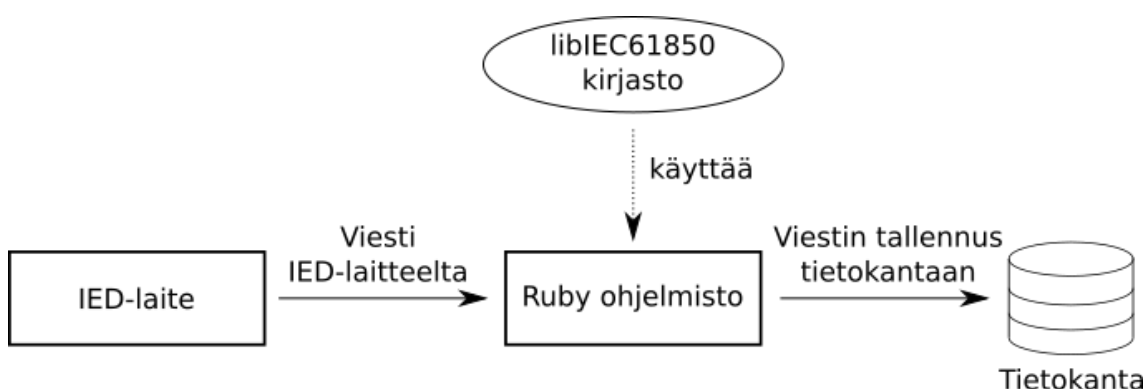 libIEC61850
kirjasto
käyttää
Viesti
IED-laitteelta
Viestin tallennus
tietokantaan
IED-laite
Ruby ohjelmisto
Tietokanta